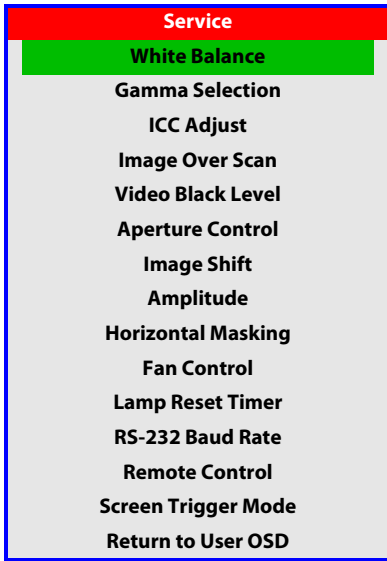 Service
White Balance
Gamma Selection
ICC Adjust
Image Over Scan
Video Black Level
Aperture Control
Image Shift
Amplitude
Horizontal Masking
Fan Control
Lamp Reset Timer
RS-232 Baud Rate
Remote Control
Screen Trigger Mode
Return to User OSD